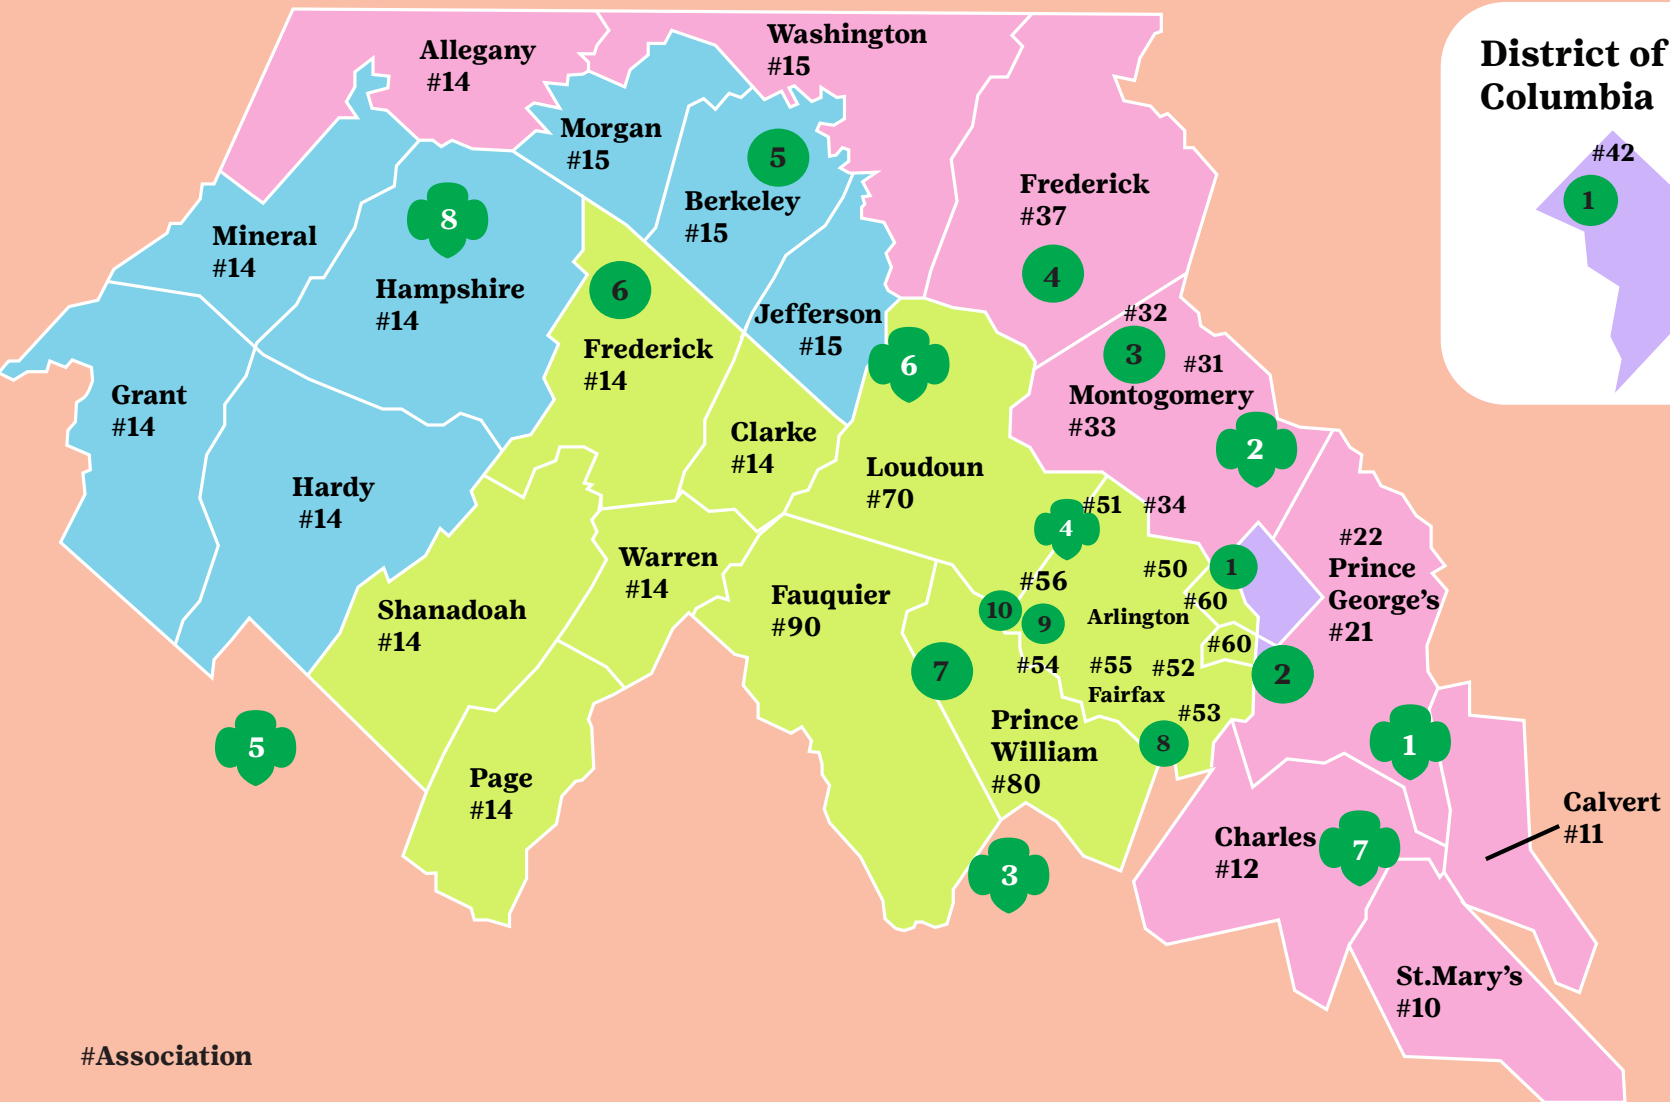 Allegany
#14
Washington
#15
District of
Columbia
#42
1
Morgan
#15
5
Berkeley
#15
Frederick
#37
4
8
Mineral
#14
Hampshire
#14
6
Frederick
#14
Jefferson
#15
6
#32
3
#31
Montogomery
#33
2
Grant
#14
Clarke
#14
Loudoun
#70
Hardy
#14
4
#51
#34
#22
Prince
George's
#21
Warren
#14
#56
#50
1
#60
Shanadoah
#14
Fauquier
#90
10
9
Arlington
#60
7
#54
#55
#52
2
Fairfax
#53
5
Prince
William
#80
8
1
Page
#14
Calvert
#11
Charles
#12
7
3
St.Mary's
#10
#Association